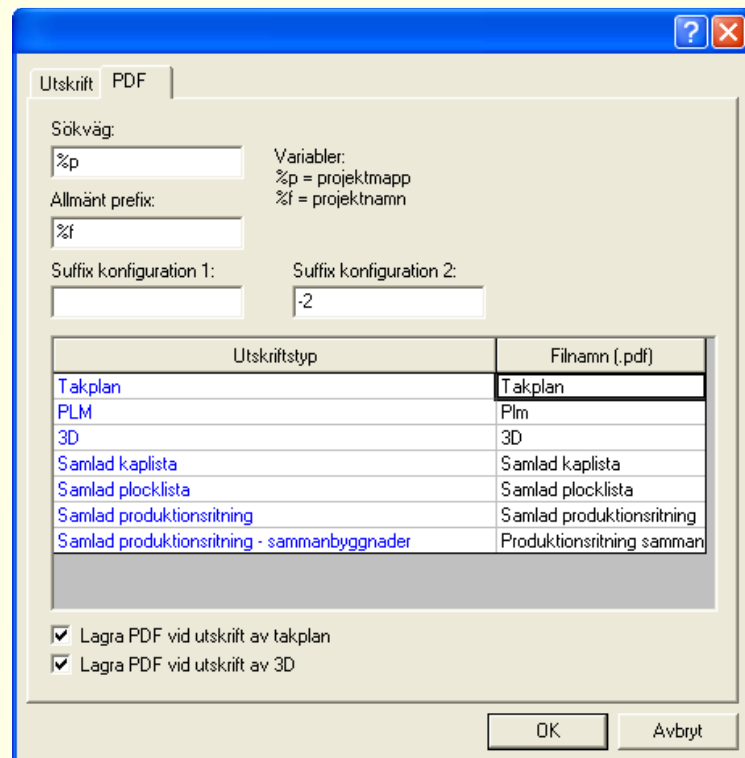 Utskrift PDF
Sökväg:
%p
Variabler:
%p = projektmapp
%f = projektnamn
Allmänt prefix:
%f
Suffix konfiguration 1: Suffix konfiguration 2:
-2
Utskriftstyp Filnamn (.pdf)
Takplan Takplan
PLM Plm
3D 3D
Samlad kaplista Samlad kaplista
Samlad plocklista Samlad plocklista
Samlad produktionsritning Samlad produktionsritning
Samlad produktionsritning - sammanbyggnader Produktionsritning samman
Lagra PDF vid utskrift av takplan
Lagra PDF vid utskrift av 3D
OK Avbryt